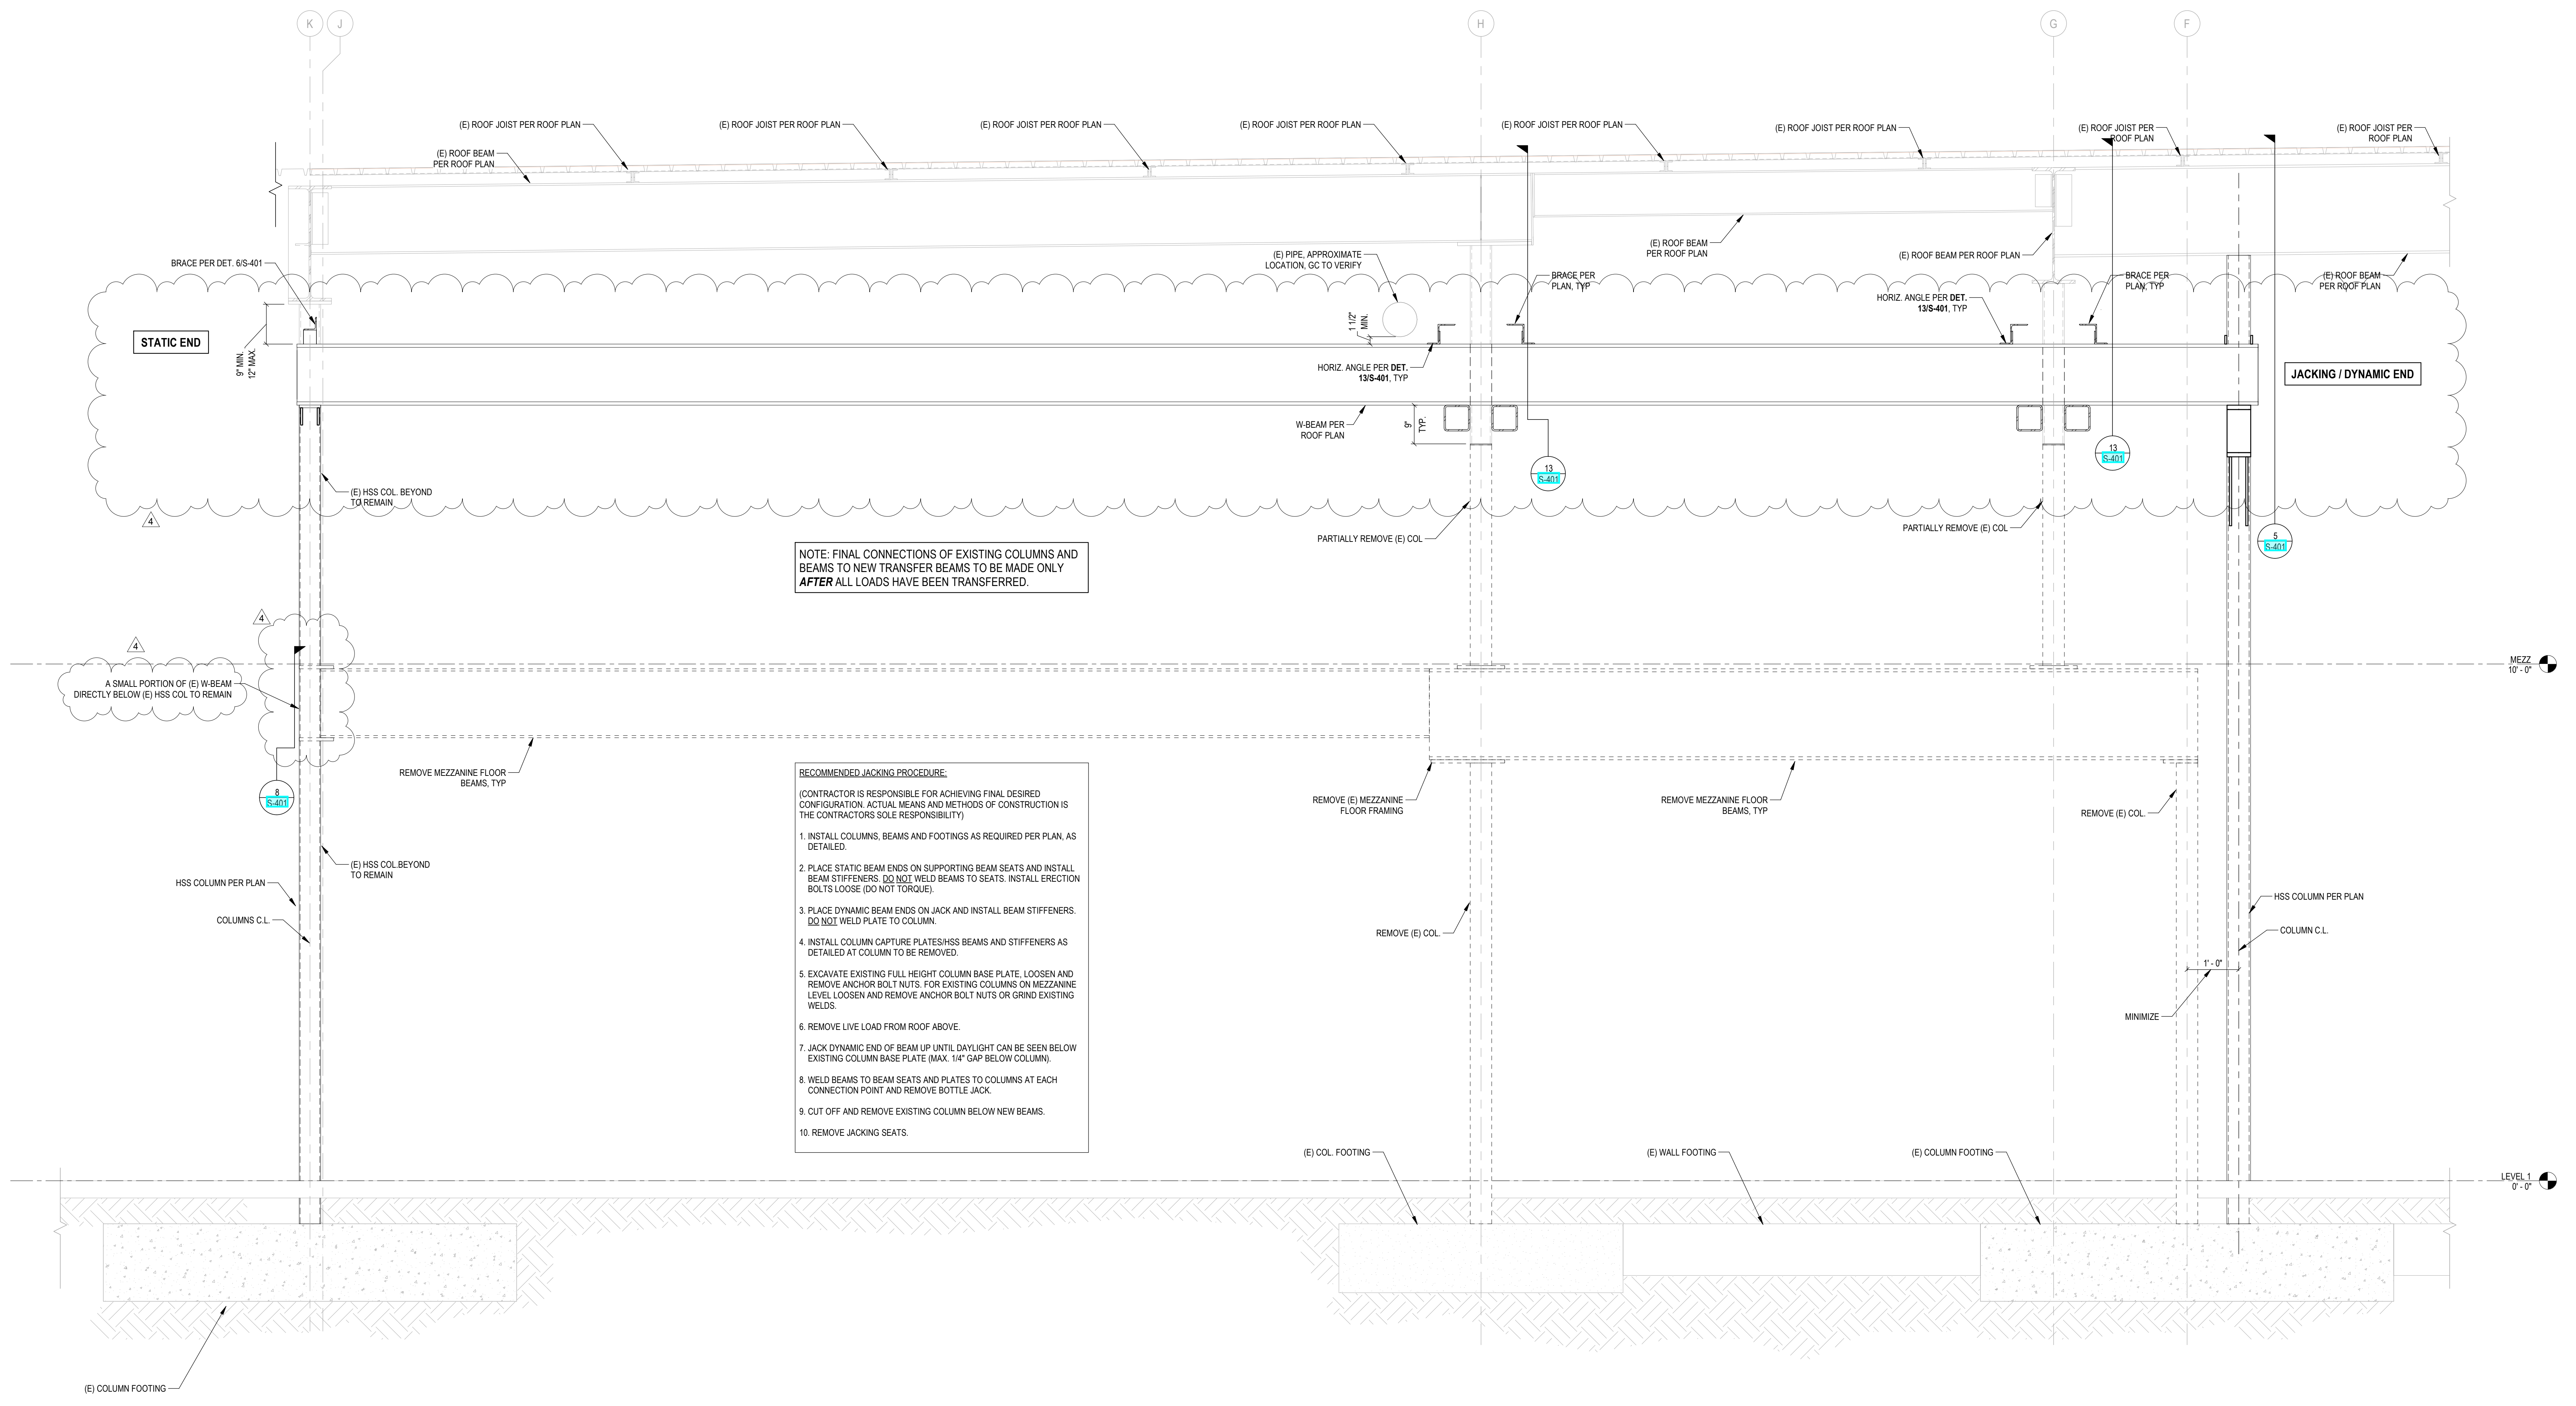 K
J
H
G
F
(E) ROOF JOIST PER ROOF PLAN
(E) ROOF JOIST PER ROOF PLAN
(E) ROOF JOIST PER ROOF PLAN
(E) ROOF JOIST PER ROOF PLAN
(E) ROOF JOIST PER ROOF PLAN
(E) ROOF JOIST PER ROOF PLAN
(E) ROOF JOIST PER
ROOF PLAN
(E) ROOF JOIST PER
ROOF PLAN
(E) ROOF BEAM
PER ROOF PLAN
(E) ROOF BEAM
PER ROOF PLAN
(E) ROOF BEAM PER ROOF PLAN
(E) ROOF BEAM
PER ROOF PLAN
BRACE PER DET. 6/S-401
(E) PIPE, APPROXIMATE
LOCATION, GC TO VERIFY
BRACE PER
PLAN, TYP
BRACE PER
PLAN, TYP
HORIZ. ANGLE PER DET.
13/S-401, TYP
STATIC END
9" MIN.
12" MAX.
1 1/2"
MIN.
HORIZ. ANGLE PER DET.
13/S-401, TYP
JACKING / DYNAMIC END
W-BEAM PER
ROOF PLAN
9"
TYP.
13
S-401
13
S-401
5
S-401
(E) HSS COL. BEYOND
TO REMAIN
4
PARTIALLY REMOVE (E) COL
PARTIALLY REMOVE (E) COL
NOTE: FINAL CONNECTIONS OF EXISTING COLUMNS AND
BEAMS TO NEW TRANSFER BEAMS TO BE MADE ONLY
AFTER ALL LOADS HAVE BEEN TRANSFERRED.
4
4
A SMALL PORTION OF (E) W-BEAM
DIRECTLY BELOW (E) HSS COL TO REMAIN
MEZZ
10' - 0"
8
S-401
REMOVE MEZZANINE FLOOR
BEAMS, TYP
REMOVE (E) MEZZANINE
FLOOR FRAMING
REMOVE MEZZANINE FLOOR
BEAMS, TYP
REMOVE (E) COL.
RECOMMENDED JACKING PROCEDURE:
(CONTRACTOR IS RESPONSIBLE FOR ACHIEVING FINAL DESIRED
CONFIGURATION. ACTUAL MEANS AND METHODS OF CONSTRUCTION IS
THE CONTRACTORS SOLE RESPONSIBILITY)
1. INSTALL COLUMNS, BEAMS AND FOOTINGS AS REQUIRED PER PLAN, AS
DETAILED.
2. PLACE STATIC BEAM ENDS ON SUPPORTING BEAM SEATS AND INSTALL
BEAM STIFFENERS. DO NOT WELD BEAMS TO SEATS. INSTALL ERECTION
BOLTS LOOSE (DO NOT TORQUE).
3. PLACE DYNAMIC BEAM ENDS ON JACK AND INSTALL BEAM STIFFENERS.
DO NOT WELD PLATE TO COLUMN.
4. INSTALL COLUMN CAPTURE PLATES/HSS BEAMS AND STIFFENERS AS
DETAILED AT COLUMN TO BE REMOVED.
5. EXCAVATE EXISTING FULL HEIGHT COLUMN BASE PLATE, LOOSEN AND
REMOVE ANCHOR BOLT NUTS. FOR EXISTING COLUMNS ON MEZZANINE
LEVEL LOOSEN AND REMOVE ANCHOR BOLT NUTS OR GRIND EXISTING
WELDS.
6. REMOVE LIVE LOAD FROM ROOF ABOVE.
7. JACK DYNAMIC END OF BEAM UP UNTIL DAYLIGHT CAN BE SEEN BELOW
EXISTING COLUMN BASE PLATE (MAX. 1/4" GAP BELOW COLUMN).
8. WELD BEAMS TO BEAM SEATS AND PLATES TO COLUMNS AT EACH
CONNECTION POINT AND REMOVE BOTTLE JACK.
9. CUT OFF AND REMOVE EXISTING COLUMN BELOW NEW BEAMS.
10. REMOVE JACKING SEATS.
(E) HSS COL.BEYOND
TO REMAIN
HSS COLUMN PER PLAN
COLUMNS C.L.
REMOVE (E) COL.
HSS COLUMN PER PLAN
COLUMN C.L.
1' - 0"
MINIMIZE
(E) COL. FOOTING
(E) WALL FOOTING
(E) COLUMN FOOTING
LEVEL 1
0' - 0"
(E) COLUMN FOOTING